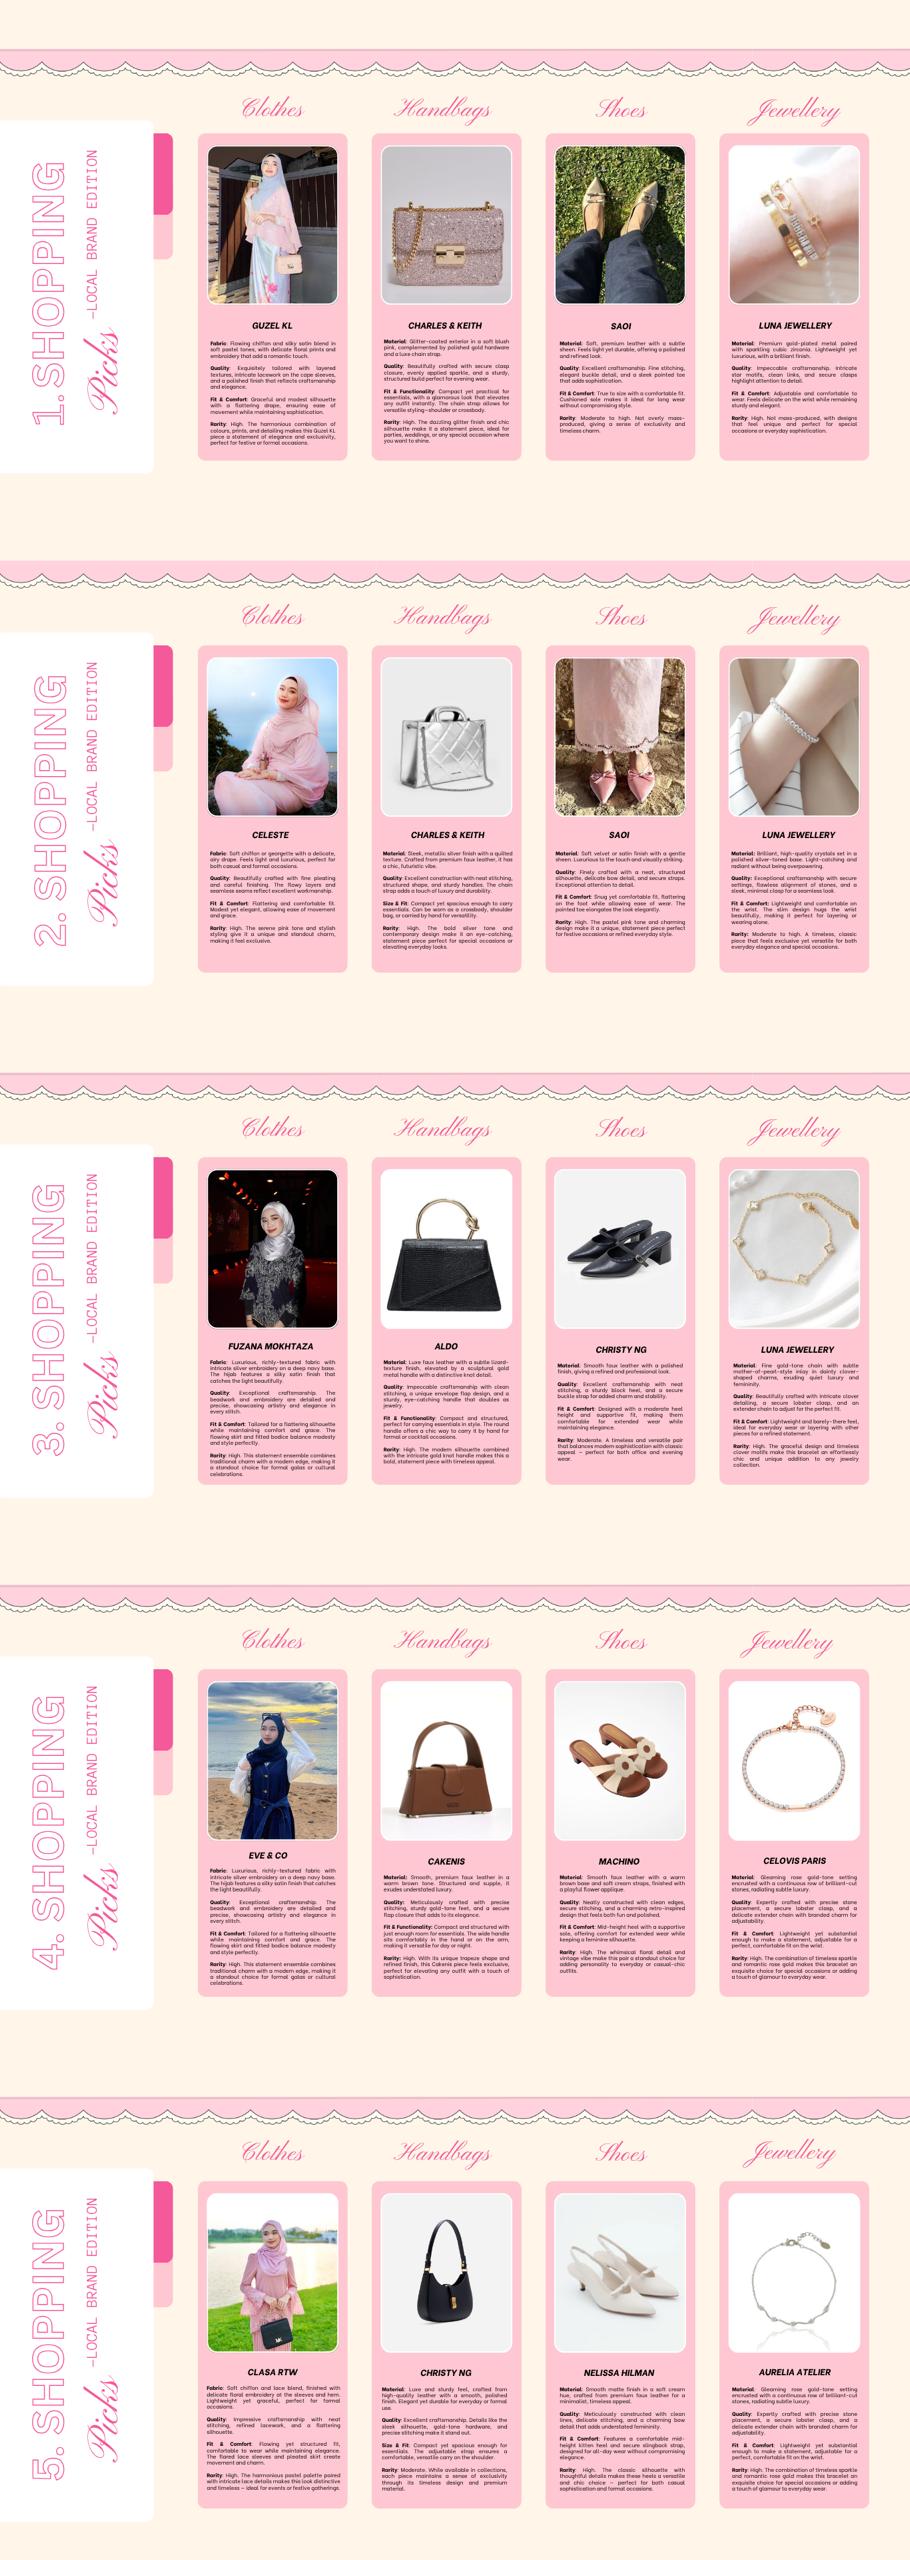 1. SHOPPING
Picks
—LOCAL BRAND EDITION
Clothes
Handbags
Shoes
Jewellery
GUZEL KL
Fabric: Flowing chiffon and silky satin blend in
soft pastel tones, with delicate floral prints and
embroidery that add a romantic touch.
Quality: Exquisitely tailored with layered
textures, intricate lacework on the cape sleeves,
and a polished finish that reflects craftsmanship
and elegance.
Fit & Comfort: Graceful and modest silhouette
with a flattering drape, ensuring ease of
movement while maintaining sophistication.
Rarity: High. The harmonious combination of
colours, prints, and detailing makes this Guzel KL
piece a statement of elegance and exclusivity,
perfect for festive or formal occasions.
CHARLES & KEITH
Material: Glitter-coated exterior in a soft blush
pink, complemented by polished gold hardware
and a luxe chain strap.
Quality: Beautifully crafted with secure clasp
closure, evenly applied sparkle, and a sturdy,
structured build perfect for evening wear.
Fit & Functionality: Compact yet practical for
essentials, with a glamorous look that elevates
any outfit instantly. The chain strap allows for
versatile styling—shoulder or crossbody.
Rarity: High. The dazzling glitter finish and chic
silhouette make it a statement piece, ideal for
parties, weddings, or any special occasion where
you want to shine.
SAOI
Material: Soft, premium leather with a subtle
sheen. Feels light yet durable, offering a polished
and refined look.
Quality: Excellent craftsmanship. Fine stitching,
elegant buckle detail, and a sleek pointed toe
that adds sophistication.
Fit & Comfort: True to size with a comfortable fit.
Cushioned sole makes it ideal for long wear
without compromising style.
Rarity: Moderate to high. Not overly mass-
produced, giving a sense of exclusivity and
timeless charm.
LUNA JEWELLERY
Material: Premium gold-plated metal paired
with sparkling cubic zirconia. Lightweight yet
luxurious, with a brilliant finish.
Quality: Impeccable craftsmanship. Intricate
star motifs, clean links, and secure clasps
highlight attention to detail.
Fit & Comfort: Adjustable and comfortable to
wear. Feels delicate on the wrist while remaining
sturdy and elegant.
Rarity: High. Not mass-produced, with designs
that feel unique and perfect for special
occasions or everyday sophistication.
2. SHOPPING
Picks
—LOCAL BRAND EDITION
Clothes
Handbags
Shoes
Jewellery
CELESTE
Fabric: Soft chiffon or georgette with a delicate,
airy drape. Feels light and luxurious, perfect for
both casual and formal occasions.
Quality: Beautifully crafted with fine pleating
and careful finishing. The flowy layers and
seamless seams reflect excellent workmanship.
Fit & Comfort: Flattering and comfortable fit.
Modest yet elegant, allowing ease of movement
and grace.
Rarity: High. The serene pink tone and stylish
styling give it a unique and standout charm,
making it feel exclusive.
CHARLES & KEITH
Material: Sleek, metallic silver finish with a quilted
texture. Crafted from premium faux leather, it has
a chic, futuristic vibe.
Quality: Excellent construction with neat stitching,
structured shape, and sturdy handles. The chain
strap adds a touch of luxury and durability.
Size & Fit: Compact yet spacious enough to carry
essentials. Can be worn as a crossbody, shoulder
bag, or carried by hand for versatility.
Rarity: High. The bold silver tone and
contemporary design make it an eye-catching,
statement piece perfect for special occasions or
elevating everyday looks.
SAOI
Material: Soft velvet or satin finish with a gentle
sheen. Luxurious to the touch and visually striking.
Quality: Finely crafted with a neat, structured
silhouette, delicate bow detail, and secure straps.
Exceptional attention to detail.
Fit & Comfort: Snug yet comfortable fit, flattering
on the foot while allowing ease of wear. The
pointed toe elongates the look elegantly.
Rarity: High. The pastel pink tone and charming
design make it a unique, statement piece perfect
for festive occasions or refined everyday style.
LUNA JEWELLERY
Material: Brilliant, high-quality crystals set in a
polished silver-toned base. Light-catching and
radiant without being overpowering.
Quality: Exceptional craftsmanship with secure
settings, flawless alignment of stones, and a
sleek, minimal clasp for a seamless look.
Fit & Comfort: Lightweight and comfortable on
the wrist. The slim design hugs the wrist
beautifully, making it perfect for layering or
wearing alone.
Rarity: Moderate to high. A timeless, classic
piece that feels exclusive yet versatile for both
everyday elegance and special occasions.
3. SHOPPING
Picks
—LOCAL BRAND EDITION
Clothes
Handbags
Shoes
Jewellery
FUZANA MOKHTAZA
Fabric: Luxurious, richly-textured fabric with
intricate silver embroidery on a deep navy base.
The hijab features a silky satin finish that
catches the light beautifully.
Quality: Exceptional craftsmanship. The
beadwork and embroidery are detailed and
precise, showcasing artistry and elegance in
every stitch.
Fit & Comfort: Tailored for a flattering silhouette
while maintaining comfort and grace. The
flowing skirt and fitted bodice balance modesty
and style perfectly.
Rarity: High. This statement ensemble combines
traditional charm with a modern edge, making it
a standout choice for formal galas or cultural
celebrations.
ALDO
Material: Luxe faux leather with a subtle lizard-
texture finish, elevated by a sculptural gold
metal handle with a distinctive knot detail.
Quality: Impeccable craftsmanship with clean
stitching, a unique envelope flap design, and a
sturdy, eye-catching handle that doubles as
jewelry.
Fit & Functionality: Compact and structured,
perfect for carrying essentials in style. The round
handle offers a chic way to carry it by hand for
formal or cocktail occasions.
Rarity: High. The modern silhouette combined
with the intricate gold knot handle makes this a
bold, statement piece with timeless appeal.
CHRISTY NG
Material: Smooth faux leather with a polished
finish, giving a refined and professional look.
Quality: Excellent craftsmanship with neat
stitching, a sturdy block heel, and a secure
buckle strap for added charm and stability.
Fit & Comfort: Designed with a moderate heel
height and supportive fit, making them
comfortable for extended wear while
maintaining elegance.
Rarity: Moderate. A timeless and versatile pair
that balances modern sophistication with classic
appeal — perfect for both office and evening
wear.
LUNA JEWELLERY
Material: Fine gold-tone chain with subtle
mother-of-pearl-style inlay in dainty clover-
shaped charms, exuding quiet luxury and
femininity.
Quality: Beautifully crafted with intricate clover
detailing, a secure lobster clasp, and an
extender chain to adjust for the perfect fit.
Fit & Comfort: Lightweight and barely-there feel,
ideal for everyday wear or layering with other
pieces for a refined statement.
Rarity: High. The graceful design and timeless
clover motifs make this bracelet an effortlessly
chic and unique addition to any jewelry
collection.
4. SHOPPING
Picks
—LOCAL BRAND EDITION
Clothes
Handbags
Shoes
Jewellery
EVE & CO
Fabric: Luxurious, richly-textured fabric with
intricate silver embroidery on a deep navy base.
The hijab features a silky satin finish that catches
the light beautifully.
Quality: Exceptional craftsmanship. The
beadwork and embroidery are detailed and
precise, showcasing artistry and elegance in
every stitch.
Fit & Comfort: Tailored for a flattering silhouette
while maintaining comfort and grace. The
flowing skirt and fitted bodice balance modesty
and style perfectly.
Rarity: High. This statement ensemble combines
traditional charm with a modern edge, making it
a standout choice for formal galas or cultural
celebrations.
CAKENIS
Material: Smooth, premium faux leather in a
warm brown tone. Structured and supple, it
exudes understated luxury.
Quality: Meticulously crafted with precise
stitching, sturdy gold-tone feet, and a secure
flap closure that adds to its elegance.
Fit & Functionality: Compact and structured with
just enough room for essentials. The wide handle
sits comfortably in the hand or on the arm,
making it versatile for day or night.
Rarity: High. With its unique trapeze shape and
refined finish, this Cakenis piece feels exclusive,
perfect for elevating any outfit with a touch of
sophistication.
MACHINO
Material: Smooth faux leather with a warm
brown base and soft cream straps, finished with
a playful flower applique.
Quality: Neatly constructed with clean edges,
secure stitching, and a charming retro-inspired
design that feels both fun and polished.
Fit & Comfort: Mid-height heel with a supportive
sole, offering comfort for extended wear while
keeping a feminine silhouette.
Rarity: High. The whimsical floral detail and
vintage vibe make this pair a standout choice for
adding personality to everyday or casual-chic
outfits.
CELOVIS PARIS
Material: Gleaming rose gold-tone setting
encrusted with a continuous row of brilliant-cut
stones, radiating subtle luxury.
Quality: Expertly crafted with precise stone
placement, a secure lobster clasp, and a
delicate extender chain with branded charm for
adjustability.
Fit & Comfort: Lightweight yet substantial
enough to make a statement, adjustable for a
perfect, comfortable fit on the wrist.
Rarity: High. The combination of timeless sparkle
and romantic rose gold makes this bracelet an
exquisite choice for special occasions or adding
a touch of glamour to everyday wear.
5. SHOPPING
Picks
—LOCAL BRAND EDITION
Clothes
Handbags
Shoes
Jewellery
CLASA RTW
Fabric: Soft chiffon and lace blend, finished with
delicate floral embroidery at the sleeves and hem.
Lightweight yet graceful, perfect for formal
occasions.
Quality: Impressive craftsmanship with neat
stitching, refined lacework, and a flattering
silhouette.
Fit & Comfort: Flowing yet structured fit,
comfortable to wear while maintaining elegance.
The flared lace sleeves and pleated skirt create
movement and charm.
Rarity: High. The harmonious pastel palette paired
with intricate lace details makes this look distinctive
and timeless — ideal for events or festive gatherings.
CHRISTY NG
Material: Luxe and sturdy feel, crafted from
high-quality leather with a smooth, polished
finish. Elegant yet durable for everyday or formal
use.
Quality: Excellent craftsmanship. Details like the
sleek silhouette, gold-tone hardware, and
precise stitching make it stand out.
Size & Fit: Compact yet spacious enough for
essentials. The adjustable strap ensures a
comfortable, versatile carry on the shoulder.
Rarity: Moderate. While available in collections,
each piece maintains a sense of exclusivity
through its timeless design and premium
material.
NELISSA HILMAN
Material: Smooth matte finish in a soft cream
hue, crafted from premium faux leather for a
minimalist, timeless appeal.
Quality: Meticulously constructed with clean
lines, delicate stitching, and a charming bow
detail that adds understated femininity.
Fit & Comfort: Features a comfortable mid-
height kitten heel and secure slingback strap,
designed for all-day wear without compromising
elegance.
Rarity: High. The classic silhouette with
thoughtful details makes these heels a versatile
and chic choice — perfect for both casual
sophistication and formal occasions.
AURELIA ATELIER
Material: Gleaming rose gold-tone setting
encrusted with a continuous row of brilliant-cut
stones, radiating subtle luxury.
Quality: Expertly crafted with precise stone
placement, a secure lobster clasp, and a
delicate extender chain with branded charm for
adjustability.
Fit & Comfort: Lightweight yet substantial
enough to make a statement, adjustable for a
perfect, comfortable fit on the wrist.
Rarity: High. The combination of timeless sparkle
and romantic rose gold makes this bracelet an
exquisite choice for special occasions or adding
a touch of glamour to everyday wear.